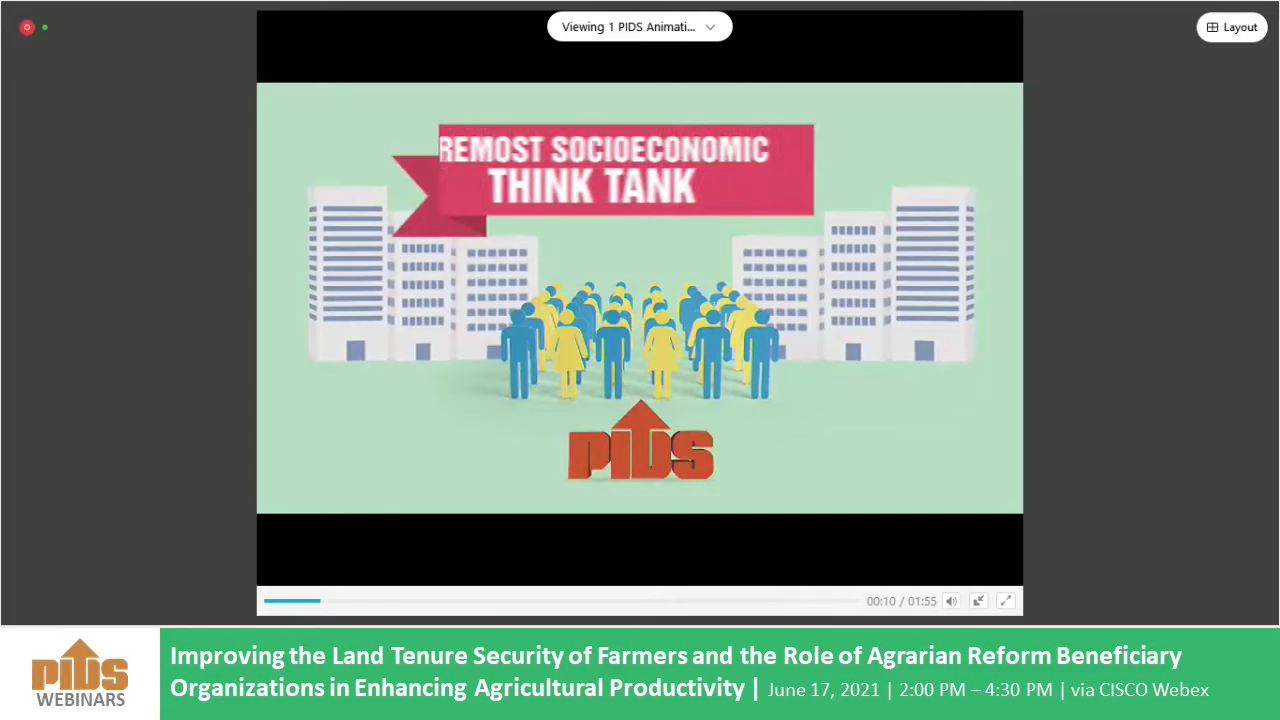 Viewing 1 PIDS Animati...
Layout
REMOST SOCIOECONOMIC
THINK TANK
PIDS
00:10 / 01:55
PIDS
WEBINARS
Improving the Land Tenure Security of Farmers and the Role of Agrarian Reform Beneficiary
Organizations in Enhancing Agricultural Productivity | June 17, 2021 | 2:00 PM – 4:30 PM | via CISCO Webex